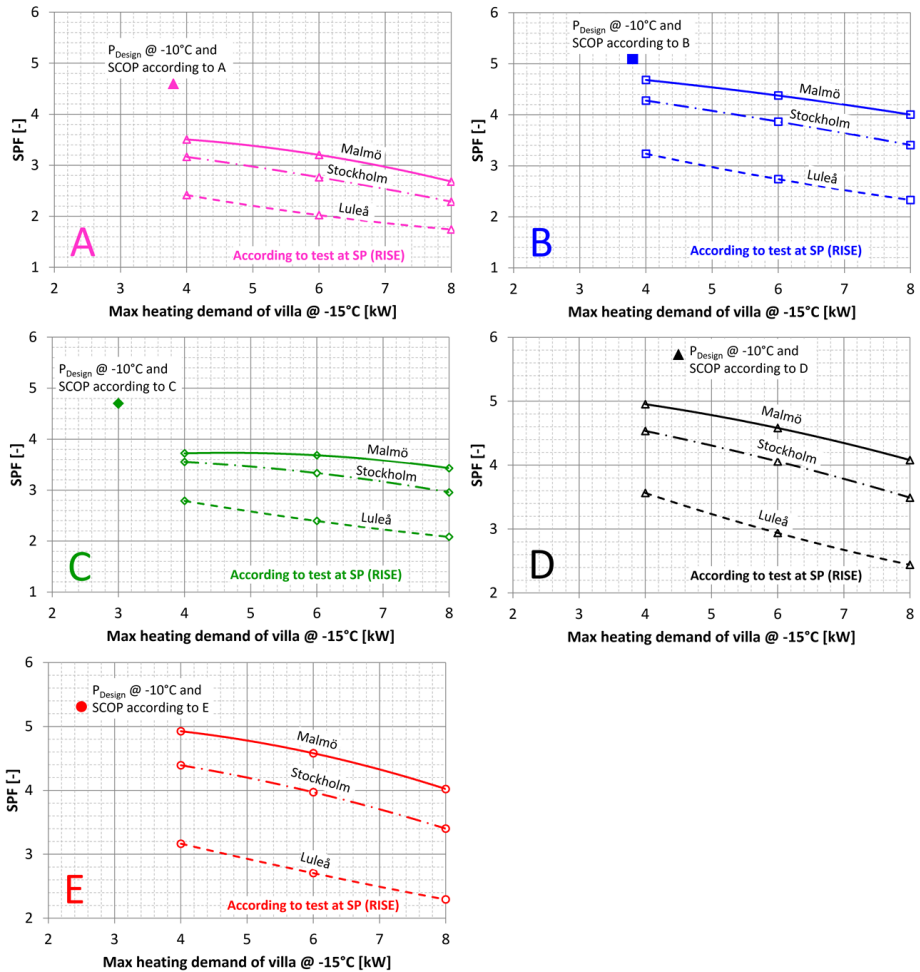 6
5
4
3
2
1
SPF [-]
P_Design @ -10°C and
SCOP according to A
Malmö
Stockholm
Luleå
A
According to test at SP (RISE)
2 3 4 5 6 7 8
Max heating demand of villa @ -15°C [kW]
6
5
4
3
2
1
SPF [-]
P_Design @ -10°C and
SCOP according to B
Malmö
Stockholm
Luleå
B
According to test at SP (RISE)
2 3 4 5 6 7 8
Max heating demand of villa @ -15°C [kW]
6
5
4
3
2
1
SPF [-]
P_Design @ -10°C and
SCOP according to C
Malmö
Stockholm
Luleå
C
According to test at SP (RISE)
2 3 4 5 6 7 8
Max heating demand of villa @ -15°C [kW]
6
5
4
3
2
SPF [-]
P_Design @ -10°C and
SCOP according to D
Malmö
Stockholm
Luleå
D
According to test at SP (RISE)
2 3 4 5 6 7 8
Max heating demand of villa @ -15°C [kW]
6
5
4
3
2
SPF [-]
P_Design @ -10°C and
SCOP according to E
Malmö
Stockholm
Luleå
E
According to test at SP (RISE)
2 3 4 5 6 7 8
Max heating demand of villa @ -15°C [kW]